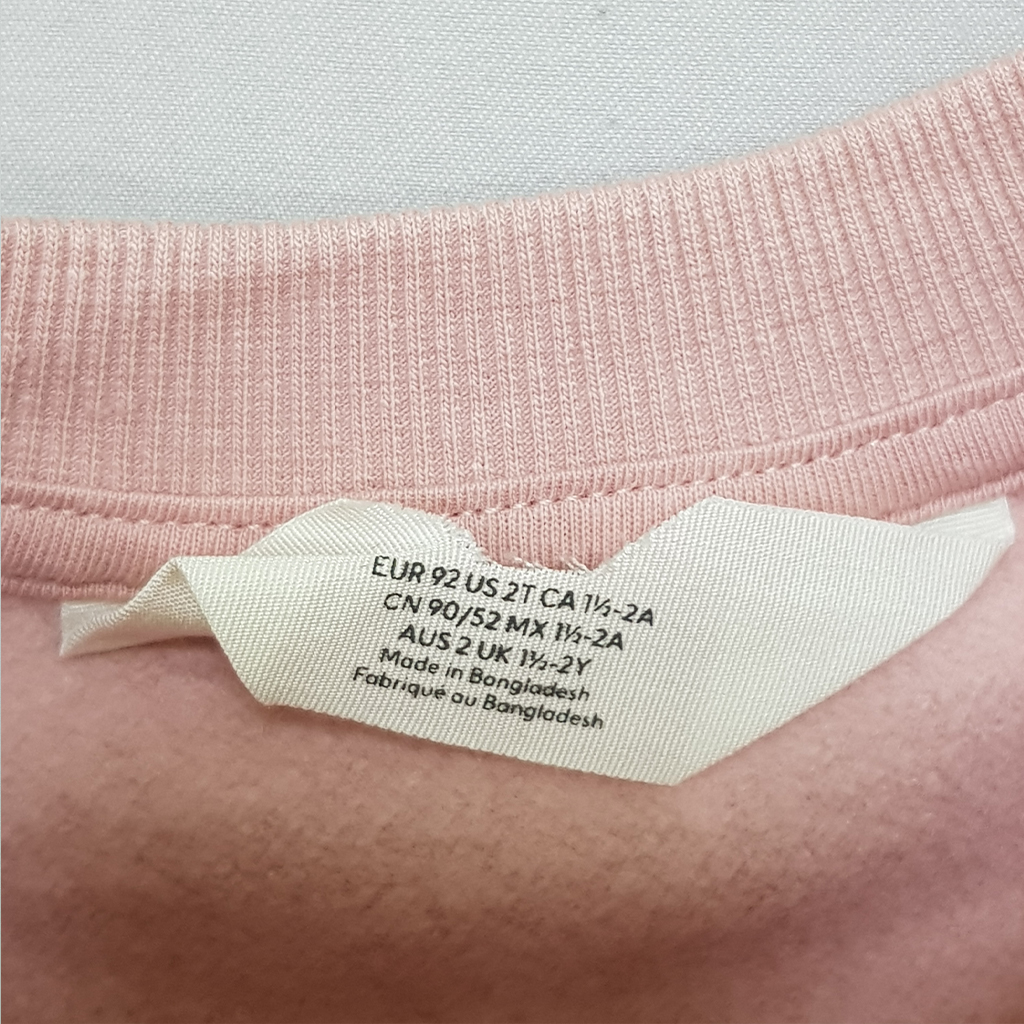 EUR 92 US 2T CA 1½-2A
CN 90/52 MX 1½-2A
AUS 2 UK 1½-2Y
Made in Bangladesh
Fabriqué au Bangladesh